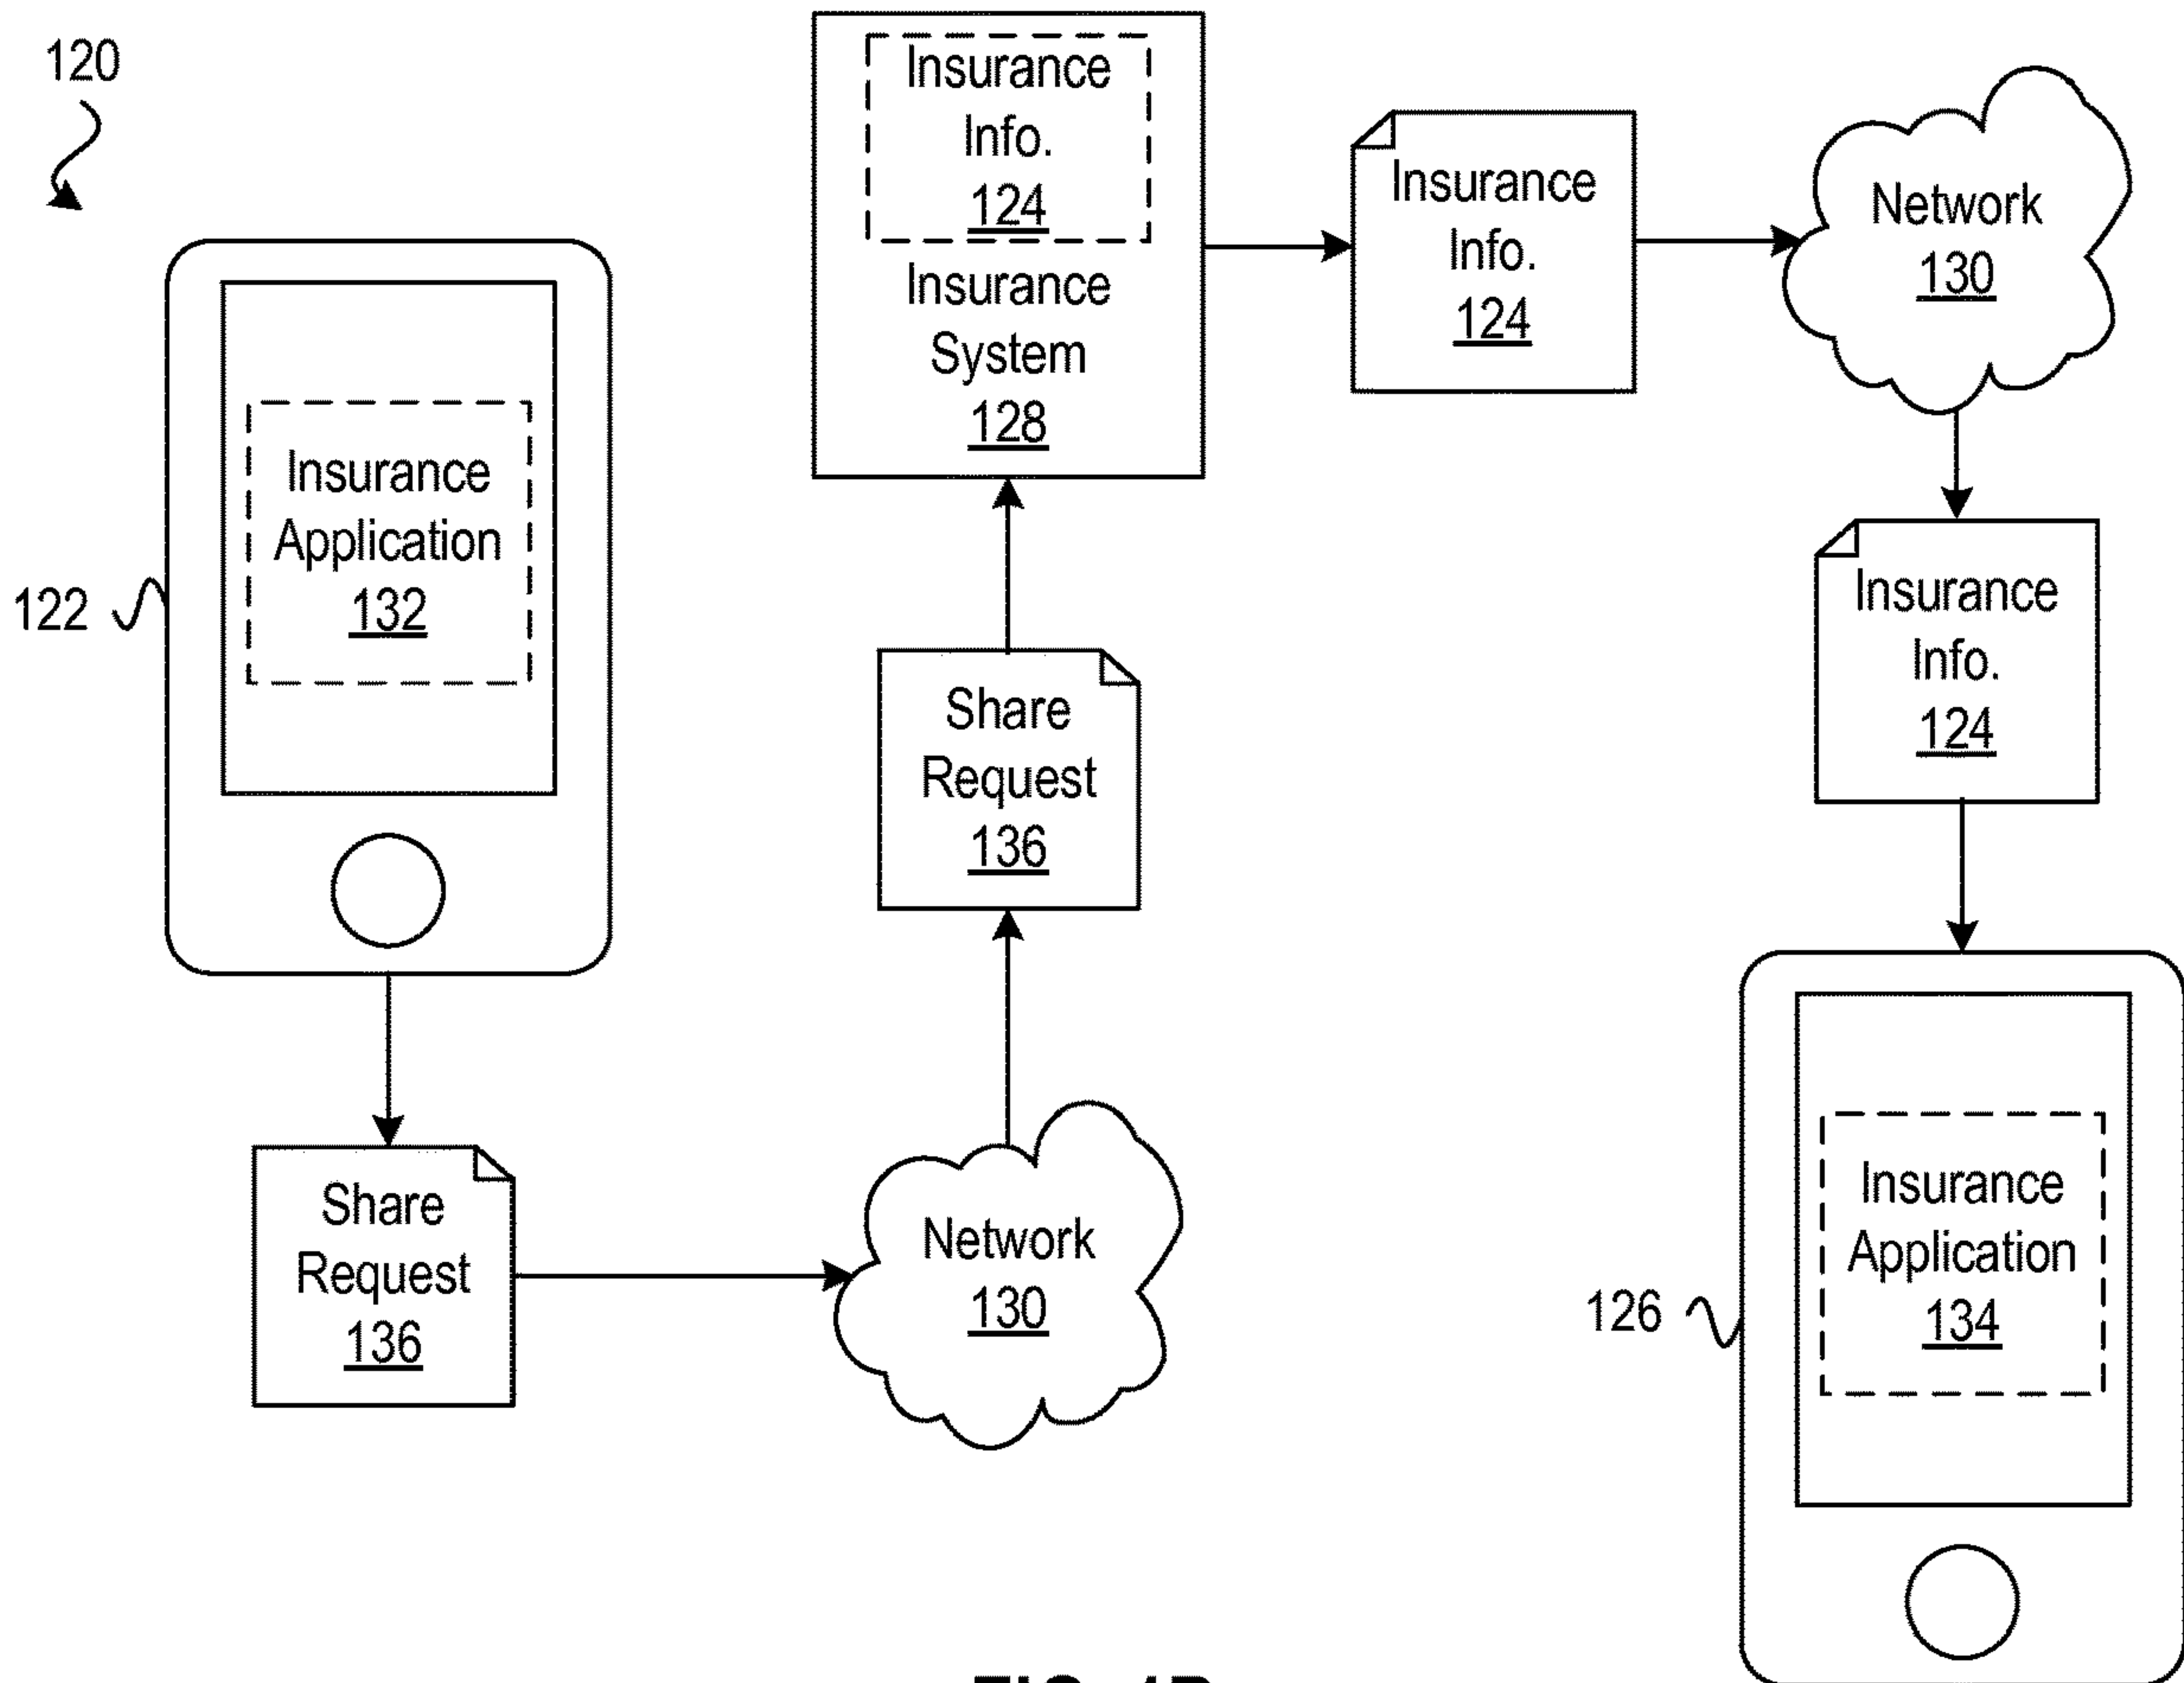 120
Insurance
Info.
124
Insurance
System
128
Insurance
Info.
124
Network
130
Insurance
Application
132
122
Share
Request
136
Insurance
Info.
124
Share
Request
136
Network
130
Insurance
Application
134
126